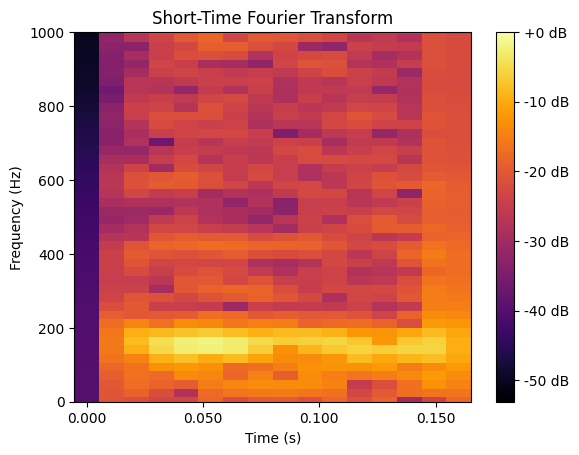 Short-Time Fourier Transform
1000
800
600
400
200
0
Frequency (Hz)
0.000
0.050
0.100
0.150
Time (s)
+0 dB
-10 dB
-20 dB
-30 dB
-40 dB
-50 dB